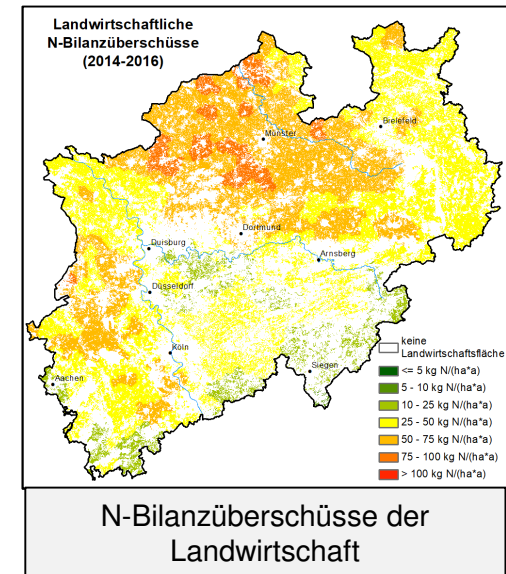 Landwirtschaftliche
N-Bilanzüberschüsse
(2014-2016)
Bielefeld
Münster
Dortmund
Duisburg
Arnsberg
Düsseldorf
Köln
Siegen
Aachen
keine
Landwirtschaftsfläche
<= 5 kg N/(ha*a)
5 - 10 kg N/(ha*a)
10 - 25 kg N/(ha*a)
25 - 50 kg N/(ha*a)
50 - 75 kg N/(ha*a)
75 - 100 kg N/(ha*a)
> 100 kg N/(ha*a)
N-Bilanzüberschüsse der
Landwirtschaft